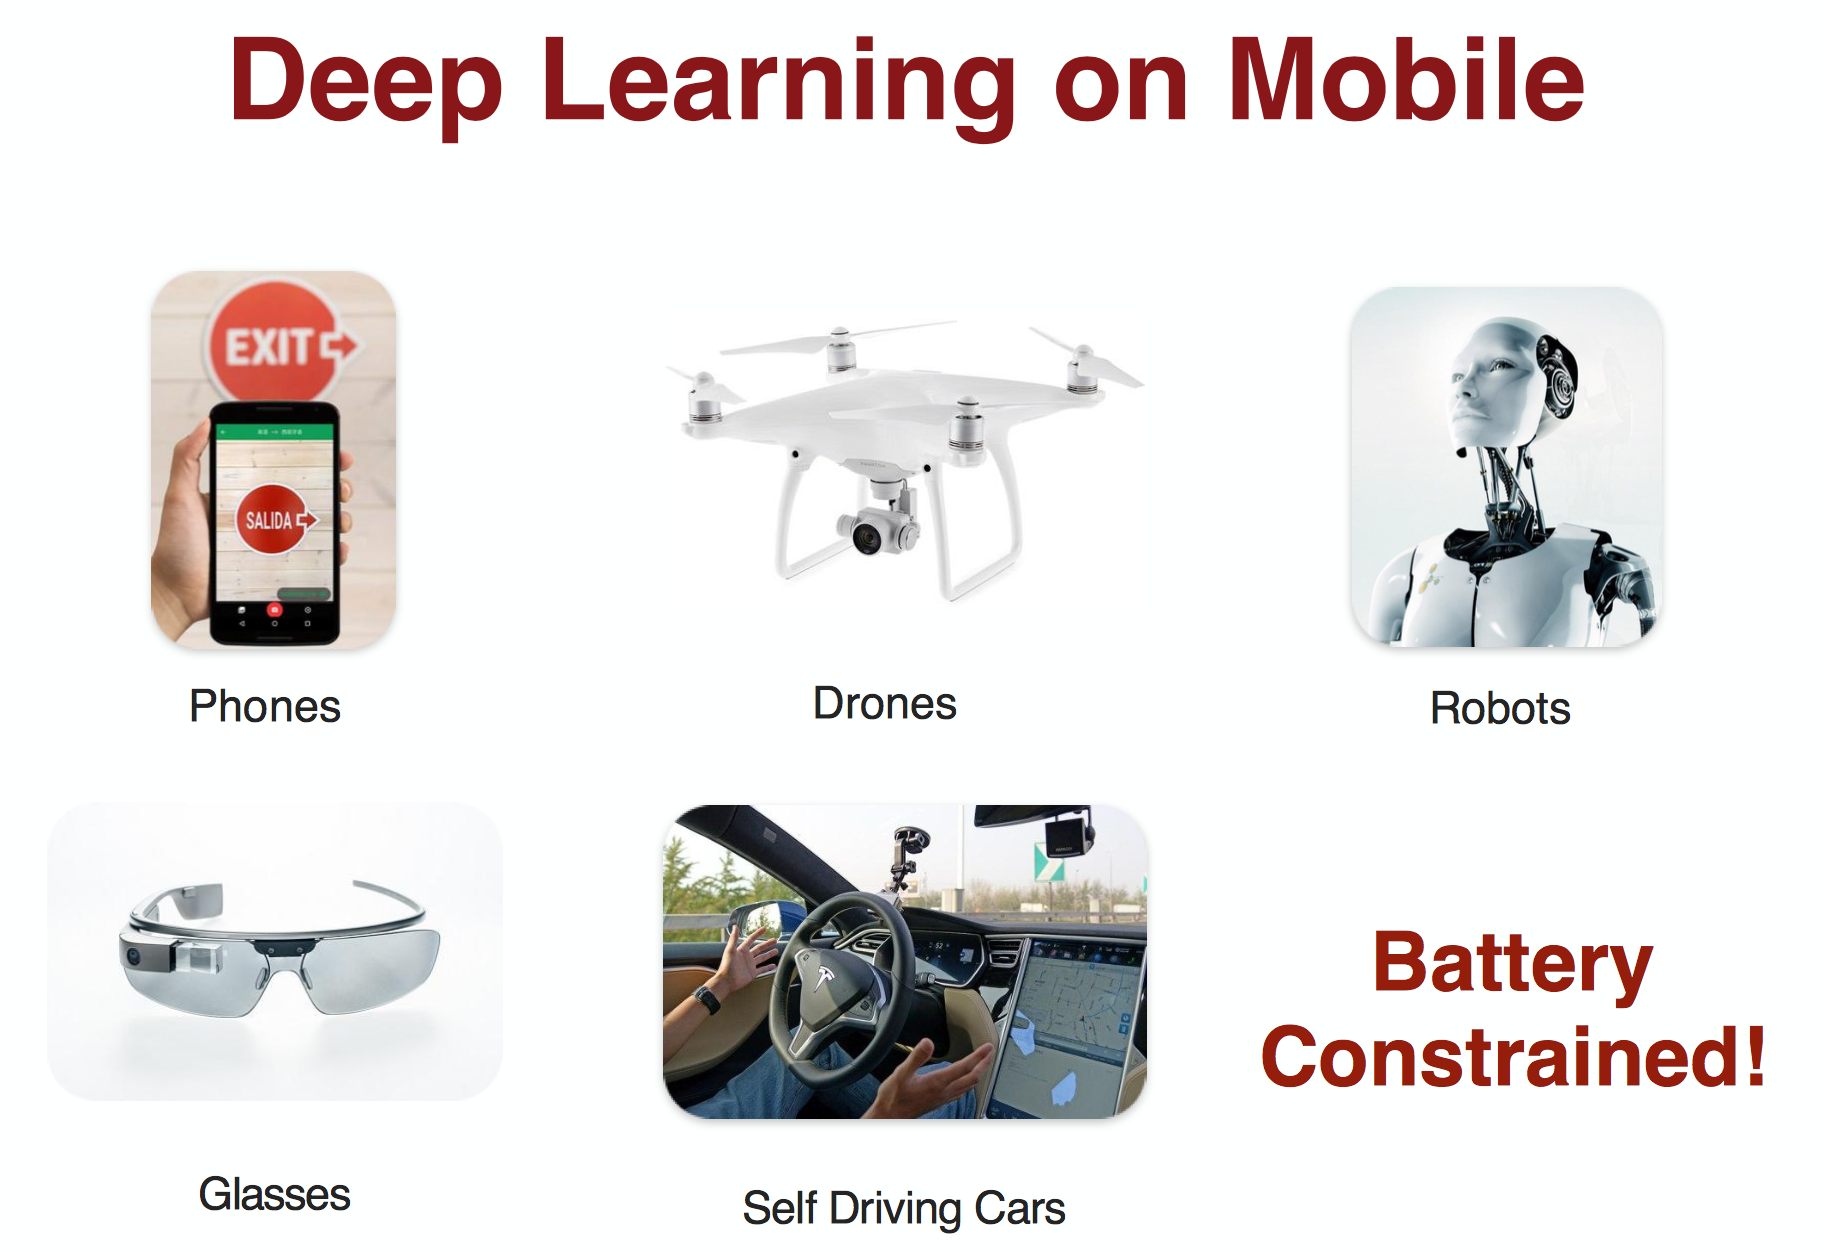 Deep Learning on Mobile
EXIT
SALIDA
Phones
Drones
Robots
Glasses
Self Driving Cars
Battery
Constrained!